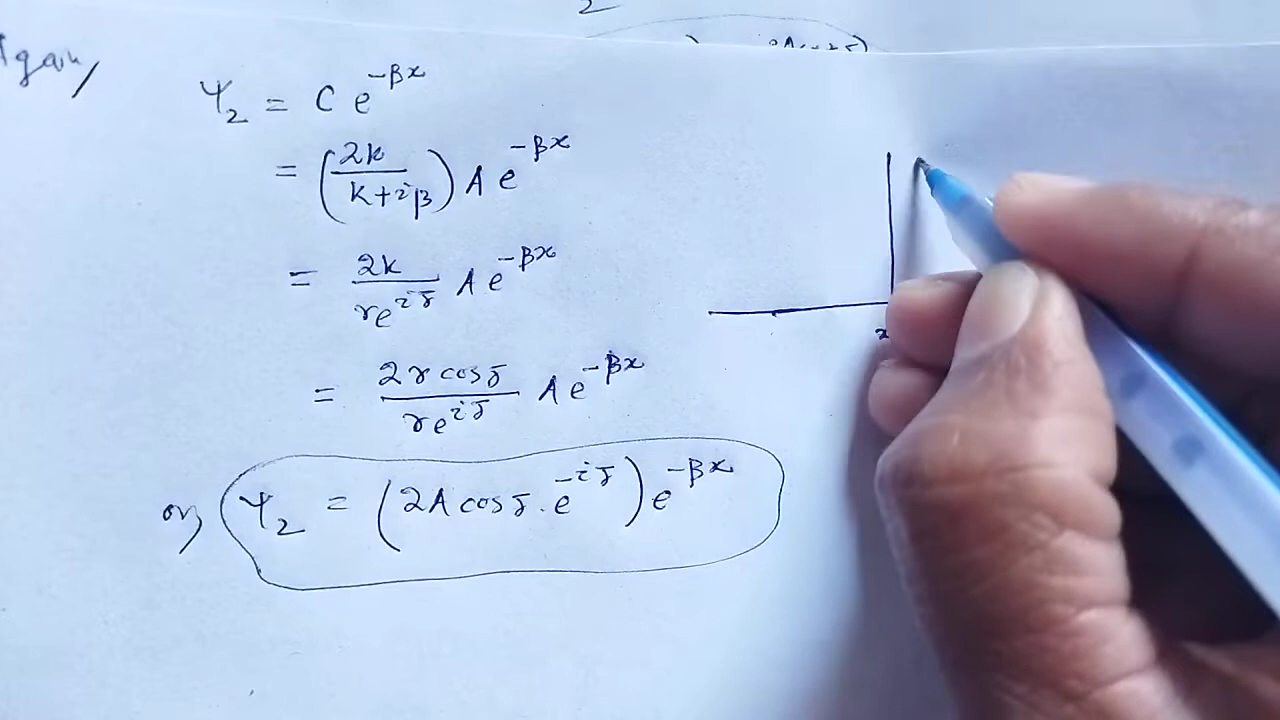 2
Again,
Ψ₂ = C e^{-βx}
= (2k / k+iβ) A e^{-βx}
= 2k / re^{iδ} A e^{-βx}
= 2r cosδ / re^{iδ} A e^{-βx}
or, Ψ₂ = (2A cosδ. e^{-iδ}) e^{-βx}
x